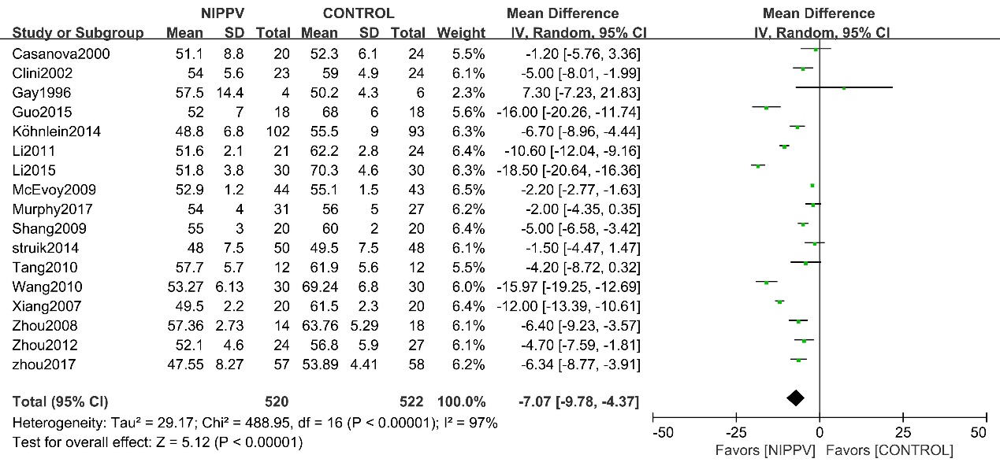 NIPPV CONTROL Mean Difference Mean Difference
Study or Subgroup Mean SD Total Mean SD Total Weight IV, Random, 95% CI IV, Random, 95% CI
Casanova2000 51.1 8.8 20 52.3 6.1 24 5.5% -1.20 [-5.76, 3.36]
Clini2002 54 5.6 23 59 4.9 24 6.1% -5.00 [-8.01, -1.99]
Gay1996 57.5 14.4 4 50.2 4.3 6 2.3% 7.30 [-7.23, 21.83]
Guo2015 52 7 18 68 6 18 5.6% -16.00 [-20.26, -11.74]
Köhnlein2014 48.8 6.8 102 55.5 9 93 6.3% -6.70 [-8.96, -4.44]
Li2011 51.6 2.1 21 62.2 2.8 24 6.4% -10.60 [-12.04, -9.16]
Li2015 51.8 3.8 30 70.3 4.6 30 6.3% -18.50 [-20.64, -16.36]
McEvoy2009 52.9 1.2 44 55.1 1.5 43 6.5% -2.20 [-2.77, -1.63]
Murphy2017 54 4 31 56 5 27 6.2% -2.00 [-4.35, 0.35]
Shang2009 55 3 20 60 2 20 6.4% -5.00 [-6.58, -3.42]
struik2014 48 7.5 50 49.5 7.5 48 6.1% -1.50 [-4.47, 1.47]
Tang2010 57.7 5.7 12 61.9 5.6 12 5.5% -4.20 [-8.72, 0.32]
Wang2010 53.27 6.13 30 69.24 6.8 30 6.0% -15.97 [-19.25, -12.69]
Xiang2007 49.5 2.2 20 61.5 2.3 20 6.4% -12.00 [-13.39, -10.61]
Zhou2008 57.36 2.73 14 63.76 5.29 18 6.1% -6.40 [-9.23, -3.57]
Zhou2012 52.1 4.6 24 56.8 5.9 27 6.1% -4.70 [-7.59, -1.81]
zhou2017 47.55 8.27 57 53.89 4.41 58 6.2% -6.34 [-8.77, -3.91]
Total (95% CI) 520 522 100.0% -7.07 [-9.78, -4.37]
Heterogeneity: Tau² = 29.17; Chi² = 488.95, df = 16 (P < 0.00001); I² = 97%
Test for overall effect: Z = 5.12 (P < 0.00001)
-50 -25 0 25 50
Favors [NIPPV] Favors [CONTROL]